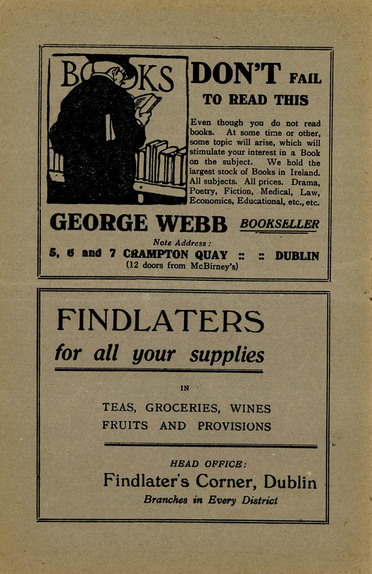 BOOKS
DON'T FAIL
TO READ THIS
Even though you do not read
books. At some time or other,
some topic will arise, which will
stimulate your interest in a Book
on the subject. We hold the
largest stock of Books in Ireland.
All subjects. All prices. Drama,
Poetry, Fiction, Medical, Law,
Economics, Educational, etc., etc.
GEORGE WEBB BOOKSELLER
Note Address:
5, 6 and 7 CRAMPTON QUAY :: :: DUBLIN
(12 doors from McBirney's)
FINDLATERS
for all your supplies
IN
TEAS, GROCERIES, WINES
FRUITS AND PROVISIONS
HEAD OFFICE:
Findlater's Corner, Dublin
Branches in Every District